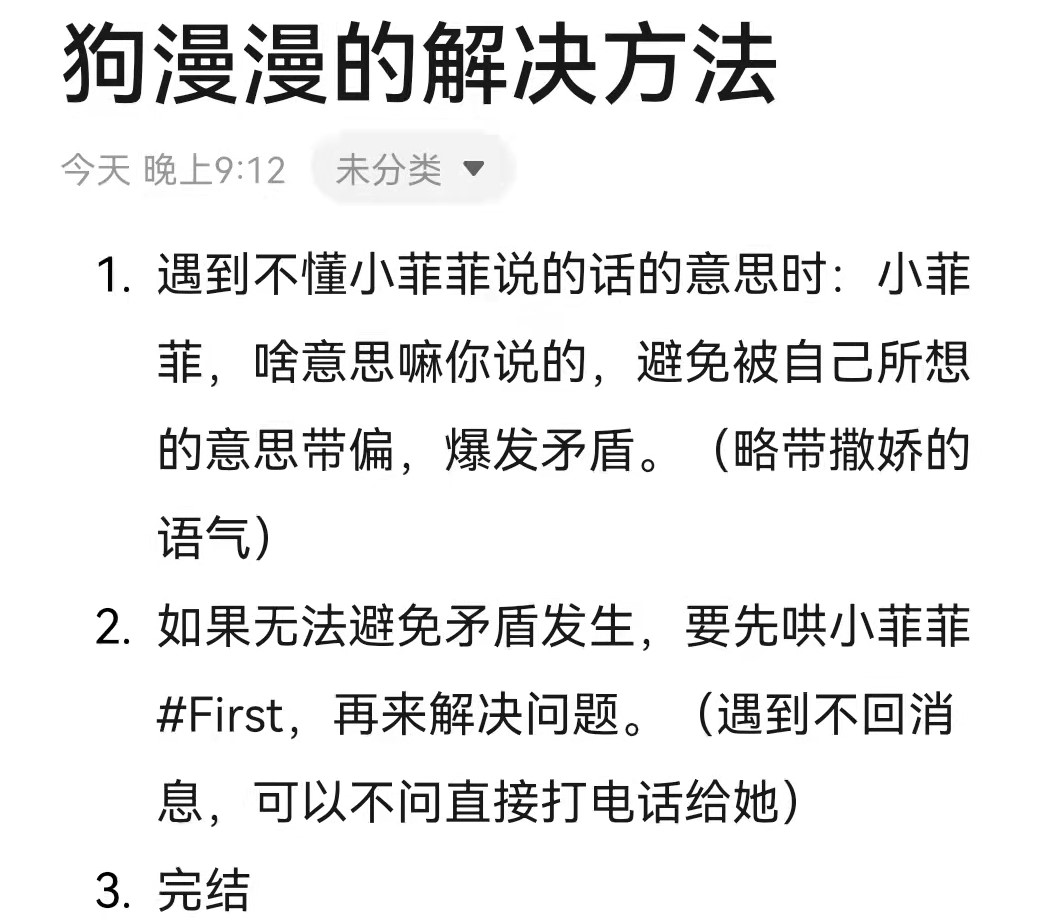 狗漫漫的解决方法
今天 晚上9:12 未分类
1. 遇到不懂小菲菲说的话的意思时：小菲
菲，啥意思嘛你说的，避免被自己所想
的意思带偏，爆发矛盾。（略带撒娇的
语气）
2. 如果无法避免矛盾发生，要先哄小菲菲
#First，再来解决问题。（遇到不回消
息，可以不问直接打电话给她）
3. 完结